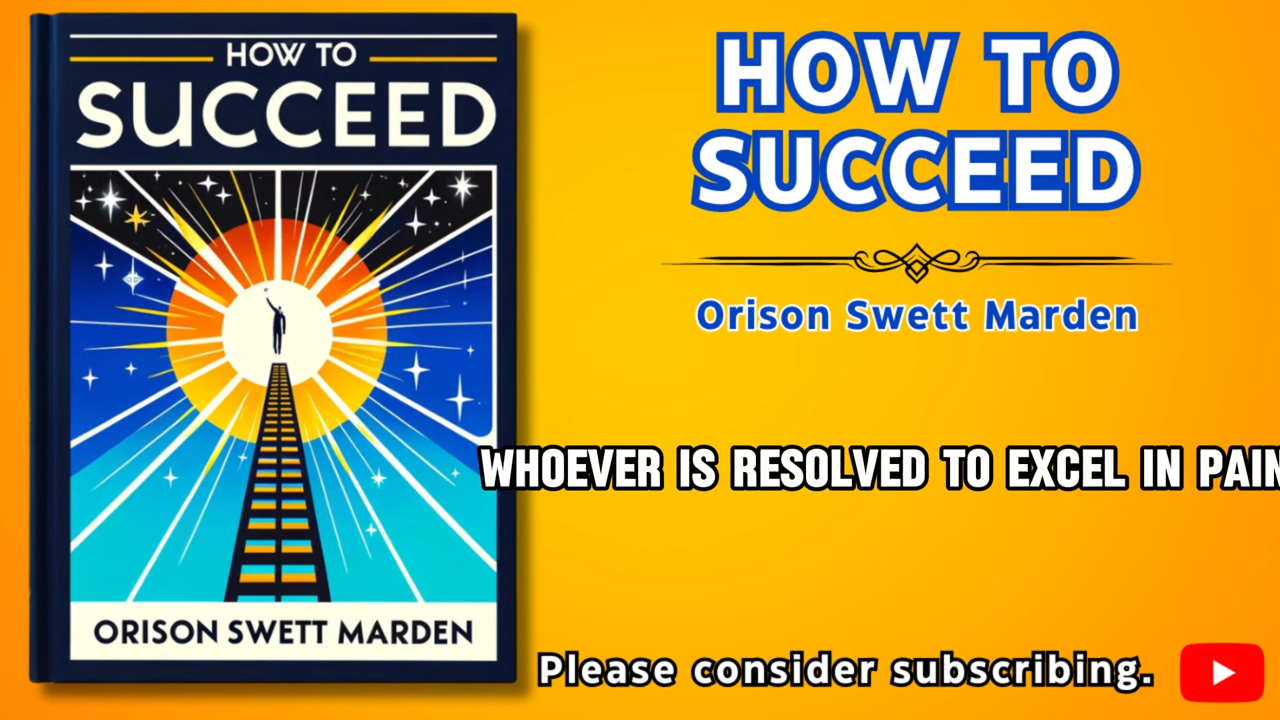 HOW TO
SUCCEED
ORISON SWETT MARDEN
HOW TO
SUCCEED
Orison Swett Marden
WHOEVER IS RESOLVED TO EXCEL IN
Please consider subscribing.